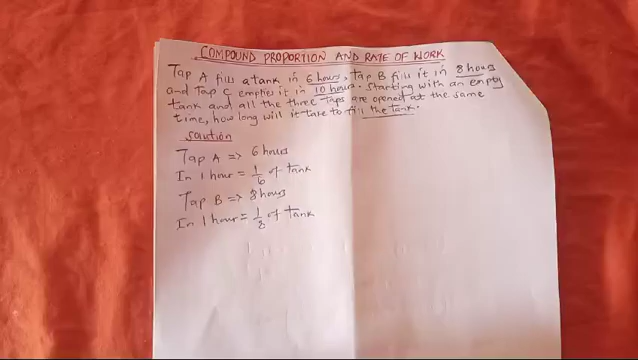 COMPOUND PROPORTION AND RATE OF WORK
Tap A fills a tank in 6 hours, Tap B fill it in 8 hours
and Tap C empties it in 10 hours. Starting with an empty
tank and all the three Taps are opened at the same
time, how long will it take to fill the tank.
Solution
Tap A => 6 hours
In 1 hour = 1/6 of tank
Tap B => 8 hours
In 1 hour = 1/8 of Tank